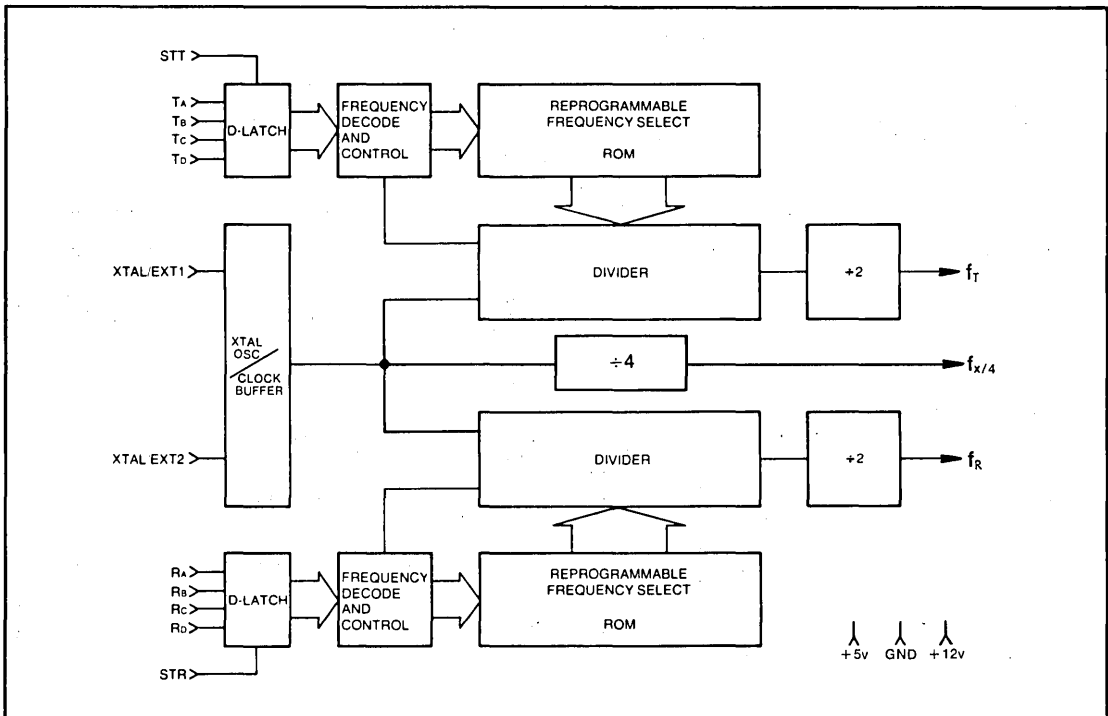 STT
TA
TB
TC
TD
D-LATCH
FREQUENCY
DECODE
AND
CONTROL
REPROGRAMMABLE
FREQUENCY SELECT
ROM
XTAL/EXT1
XTAL
OSC
CLOCK
BUFFER
DIVIDER
÷2
fT
÷4
fx/4
XTAL/EXT2
DIVIDER
÷2
fR
RA
RB
RC
RD
D-LATCH
FREQUENCY
DECODE
AND
CONTROL
REPROGRAMMABLE
FREQUENCY SELECT
ROM
STR
+5v GND +12v